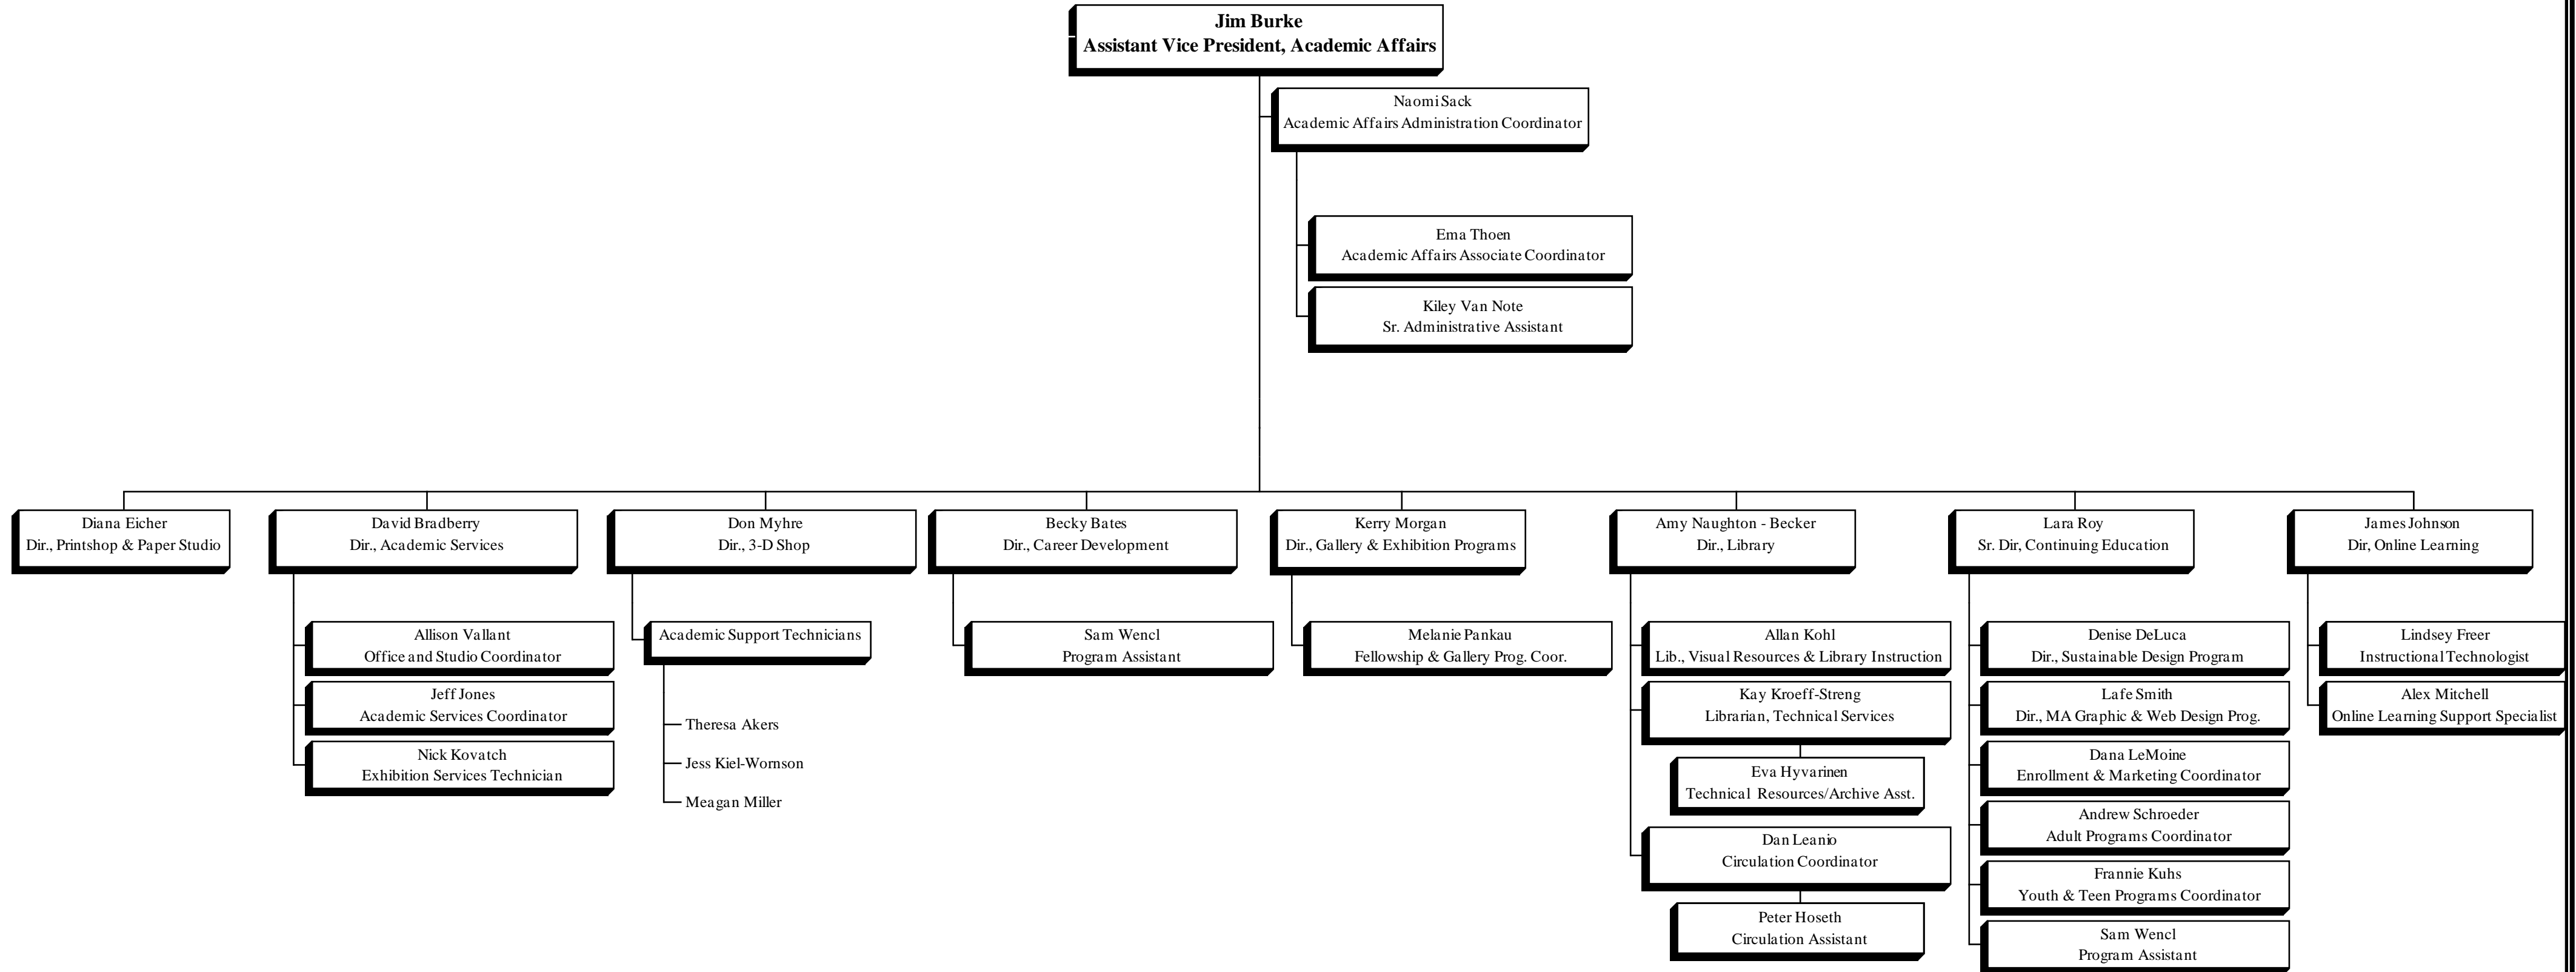 Jim Burke
Assistant Vice President, Academic Affairs
Naomi Sack
Academic Affairs Administration Coordinator
Ema Thoen
Academic Affairs Associate Coordinator
Kiley Van Note
Sr. Administrative Assistant
Diana Eicher
Dir., Printshop & Paper Studio
David Bradberry
Dir., Academic Services
Allison Vallant
Office and Studio Coordinator
Jeff Jones
Academic Services Coordinator
Nick Kovatch
Exhibition Services Technician
Don Myhre
Dir., 3-D Shop
Academic Support Technicians
Theresa Akers
Jess Kiel-Wornson
Meagan Miller
Becky Bates
Dir., Career Development
Sam Wencl
Program Assistant
Kerry Morgan
Dir., Gallery & Exhibition Programs
Melanie Pankau
Fellowship & Gallery Prog. Coor.
Amy Naughton - Becker
Dir., Library
Allan Kohl
Lib., Visual Resources & Library Instruction
Kay Kroeff-Streng
Librarian, Technical Services
Eva Hyvarinen
Technical Resources/Archive Asst.
Dan Leanio
Circulation Coordinator
Peter Hoseth
Circulation Assistant
Lara Roy
Sr. Dir, Continuing Education
Denise DeLuca
Dir., Sustainable Design Program
Lafe Smith
Dir., MA Graphic & Web Design Prog.
Dana LeMoine
Enrollment & Marketing Coordinator
Andrew Schroeder
Adult Programs Coordinator
Frannie Kuhs
Youth & Teen Programs Coordinator
Sam Wencl
Program Assistant
James Johnson
Dir, Online Learning
Lindsey Freer
Instructional Technologist
Alex Mitchell
Online Learning Support Specialist